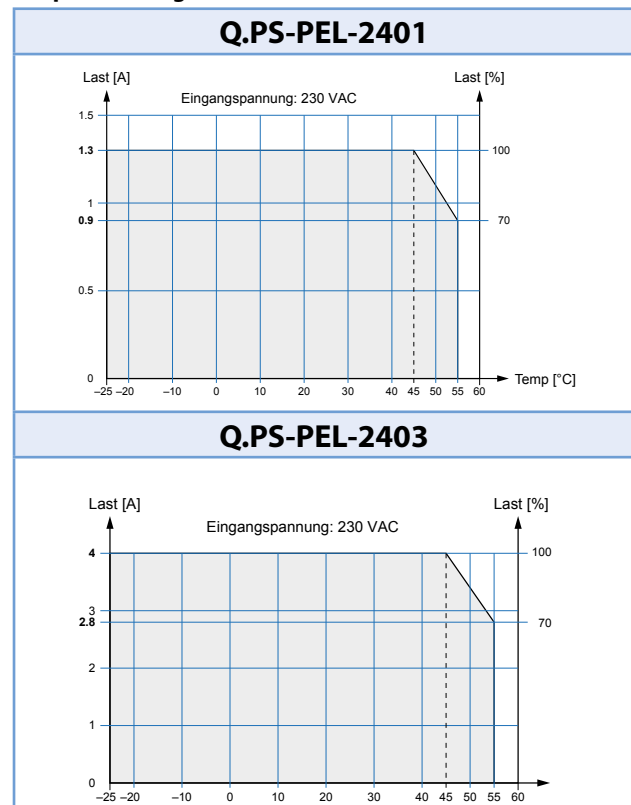 Q.PS-PEL-2401
Last [A] Last [%]
Eingangspannung: 230 VAC
1.5
1.3 100
1
0.9 70
0.5
0
–25 –20 –10 0 10 20 30 40 45 50 55 60 Temp [°C]
Q.PS-PEL-2403
Last [A] Last [%]
Eingangspannung: 230 VAC
4 100
3
2.8 70
2
1
0
–25 –20 –10 0 10 20 30 40 45 50 55 60